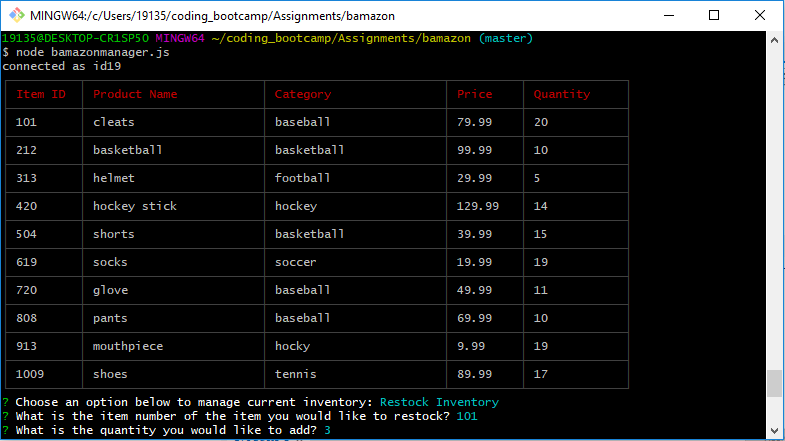 MINGW64:/c/Users/19135/coding_bootcamp/Assignments/bamazon
19135@DESKTOP-CR1SP5O MINGW64 ~/coding_bootcamp/Assignments/bamazon (master)
$ node bamazonmanager.js
connected as id19
Item ID Product Name Category Price Quantity
101 cleats baseball 79.99 20
212 basketball basketball 99.99 10
313 helmet football 29.99 5
420 hockey stick hockey 129.99 14
504 shorts basketball 39.99 15
619 socks soccer 19.99 19
720 glove baseball 49.99 11
808 pants baseball 69.99 10
913 mouthpiece hocky 9.99 19
1009 shoes tennis 89.99 17
? Choose an option below to manage current inventory: Restock Inventory
? What is the item number of the item you would like to restock? 101
? What is the quantity you would like to add? 3